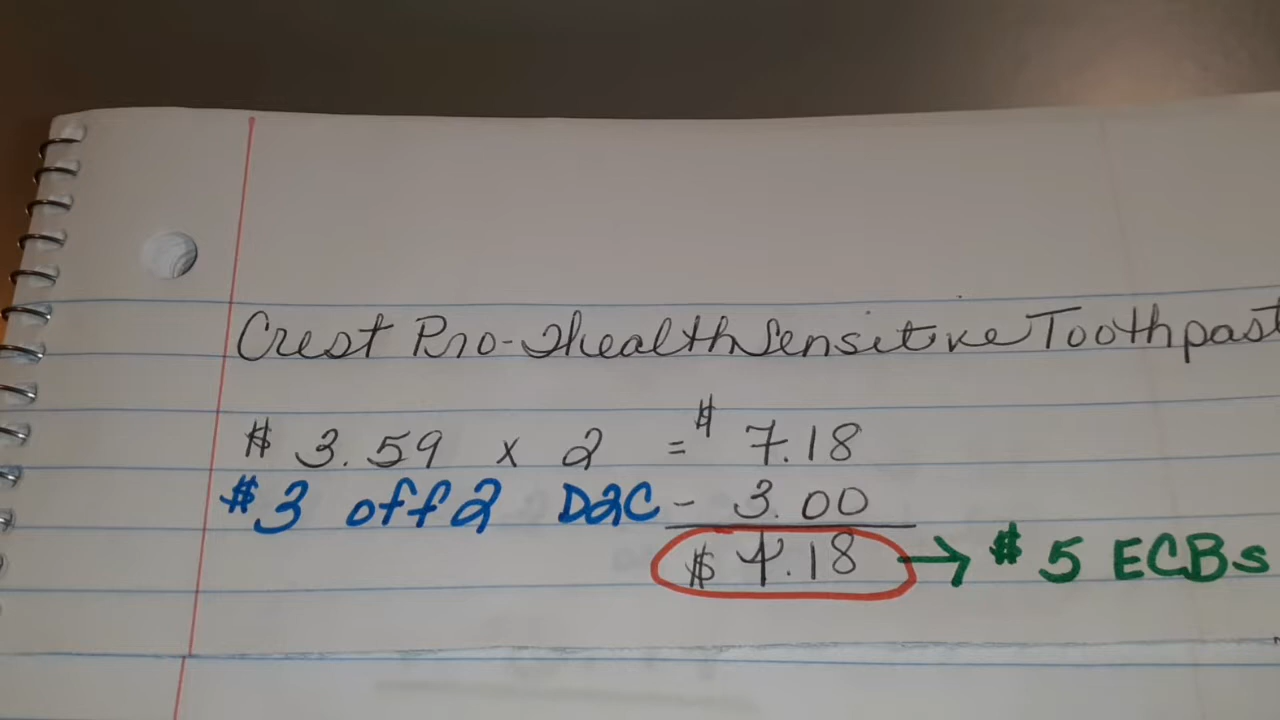 Crest Pro-Health Sensitive Toothpast
$ 3.59 x 2 = $ 7.18
$3 off 2 D2C - 3.00
$ 4.18 → $ 5 ECBs